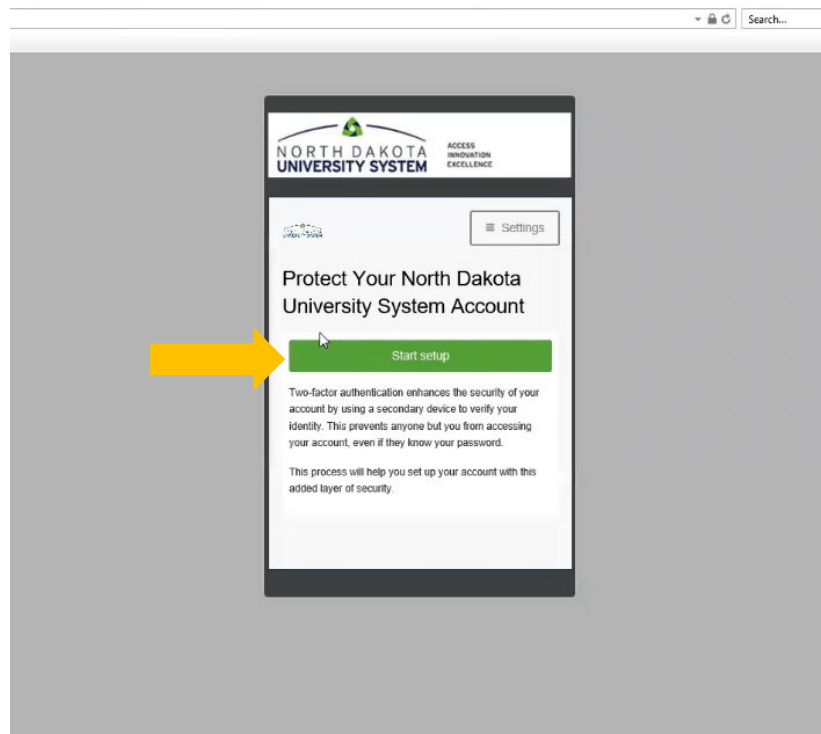 Search...
NORTH DAKOTA
UNIVERSITY SYSTEM
ACCESS
INNOVATION
EXCELLENCE
≡ Settings
Protect Your North Dakota
University System Account
Start setup
Two-factor authentication enhances the security of your
account by using a secondary device to verify your
identity. This prevents anyone but you from accessing
your account, even if they know your password.
This process will help you set up your account with this
added layer of security.